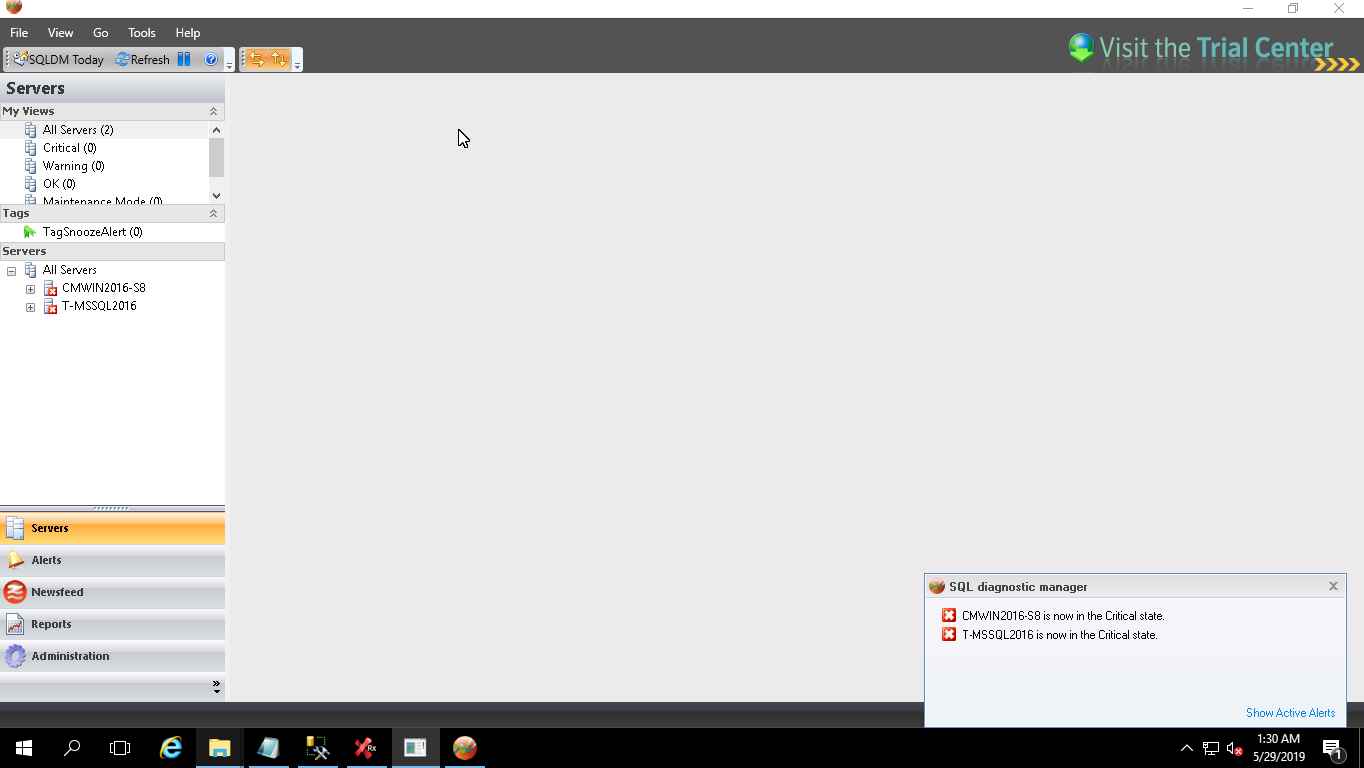 File View Go Tools Help
SQLDM Today Refresh
Visit the Trial Center
Servers
My Views
All Servers (2)
Critical (0)
Warning (0)
OK (0)
Maintenance Mode (0)
Tags
TagSnoozeAlert (0)
Servers
All Servers
CMWIN2016-S8
T-MSSQL2016
Servers
Alerts
Newsfeed
Reports
Administration
SQL diagnostic manager
CMWIN2016-S8 is now in the Critical state.
T-MSSQL2016 is now in the Critical state.
Show Active Alerts
Rx
1:30 AM
5/29/2019
1